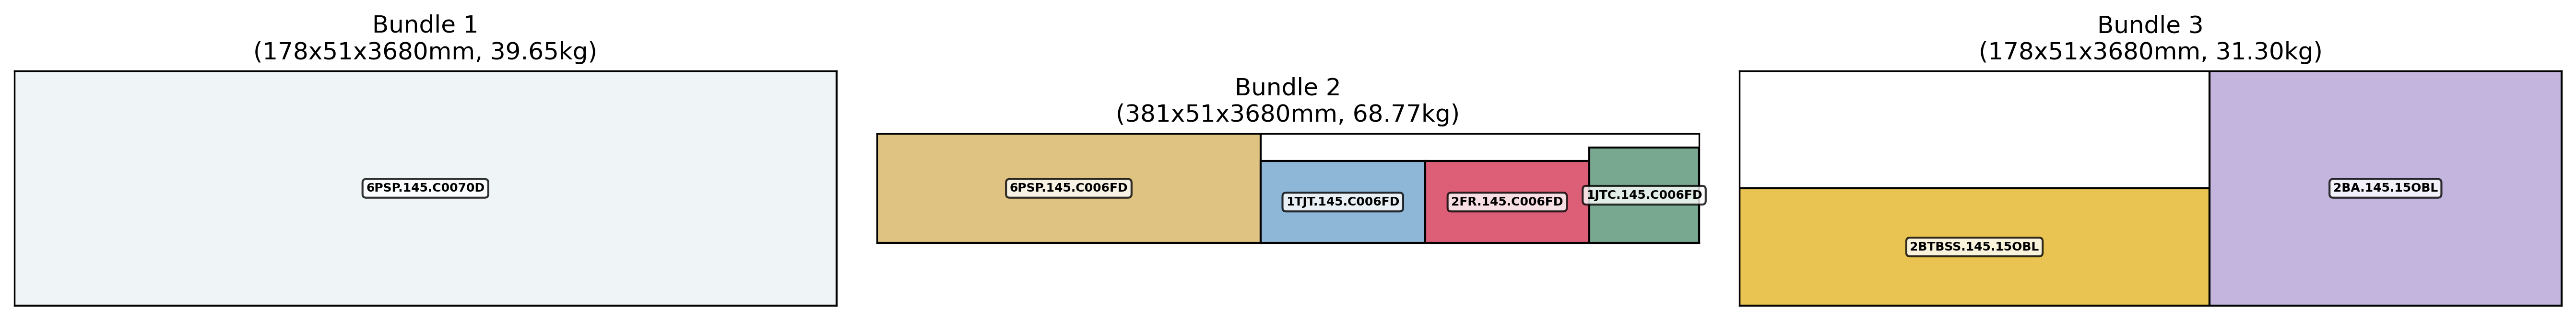 Bundle 1
(178x51x3680mm, 39.65kg)
6PSP.145.C0070D
Bundle 2
(381x51x3680mm, 68.77kg)
6PSP.145.C006FD
1TJT.145.C006FD
2FR.145.C006FD
1JTC.145.C006FD
Bundle 3
(178x51x3680mm, 31.30kg)
2BTBSS.145.15OBL
2BA.145.15OBL